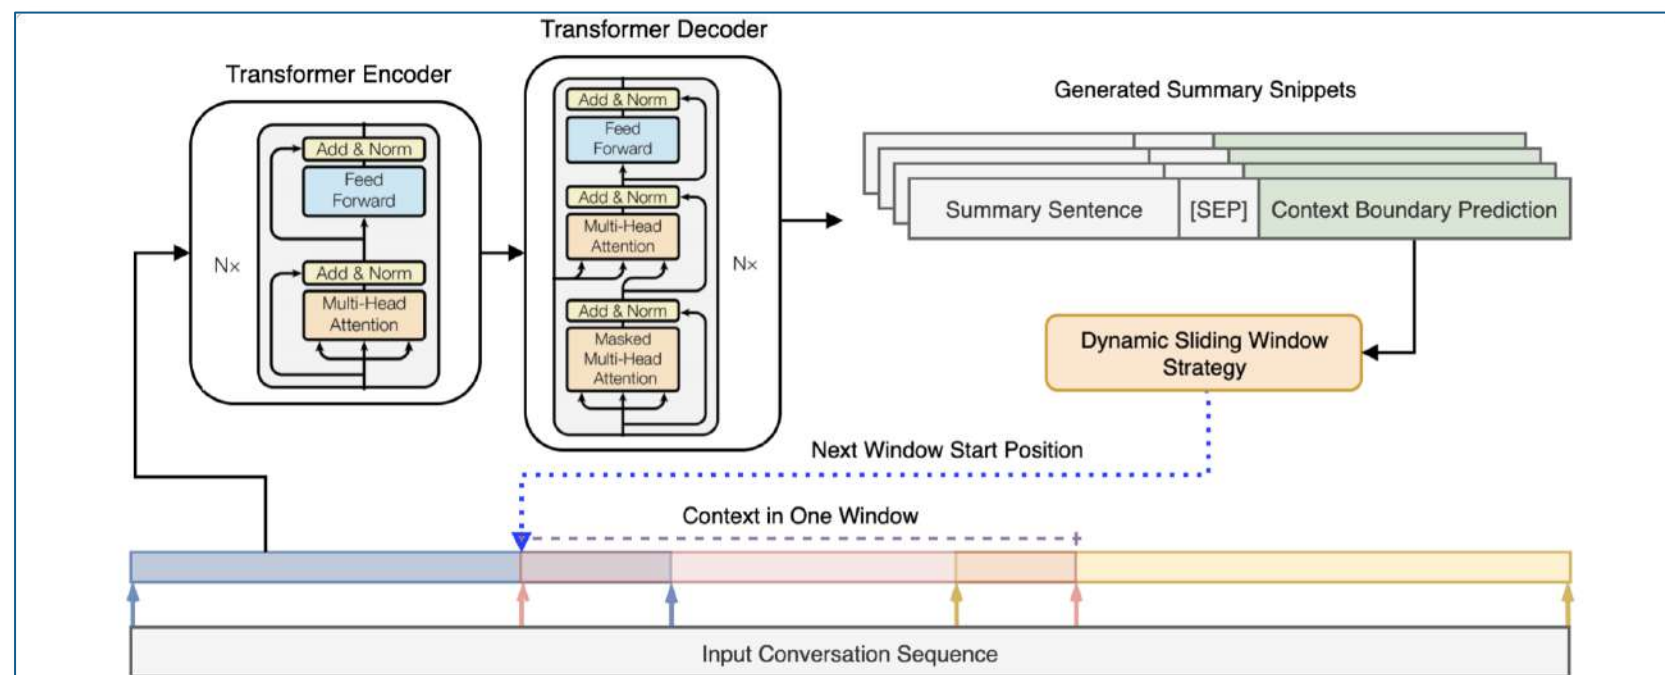 Transformer Encoder
Add & Norm
Feed
Forward
Nx
Add & Norm
Multi-Head
Attention
Transformer Decoder
Add & Norm
Feed
Forward
Add & Norm
Multi-Head
Attention
Nx
Add & Norm
Masked
Multi-Head
Attention
Generated Summary Snippets
Summary Sentence
[SEP]
Context Boundary Prediction
Dynamic Sliding Window
Strategy
Next Window Start Position
Context in One Window
Input Conversation Sequence